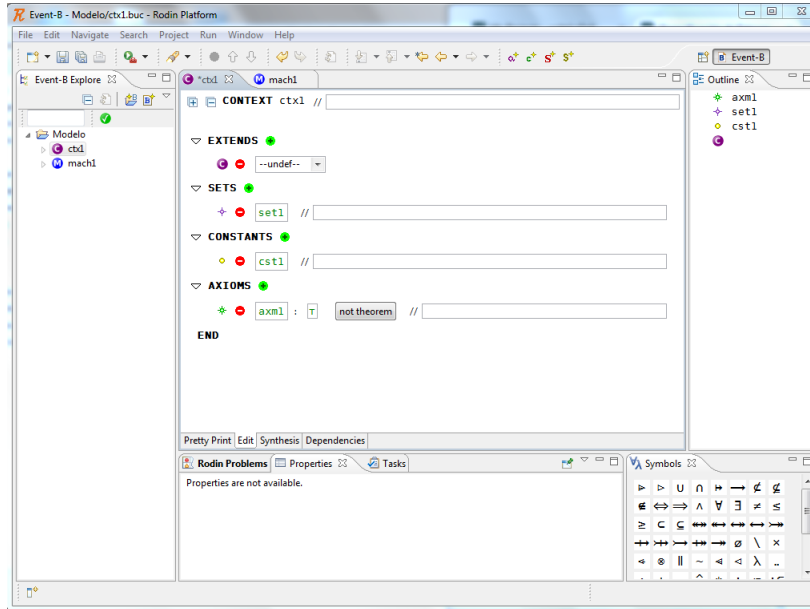 Event-B - Modelo/ctx1.buc - Rodin Platform
File Edit Navigate Search Project Run Window Help
Event-B
Event-B Explore
Modelo
ctx1
mach1
*ctx1 mach1
CONTEXT ctx1 //
EXTENDS
--undef--
SETS
set1 //
CONSTANTS
cst1 //
AXIOMS
axm1 : ⊤ not theorem //
END
Pretty Print Edit Synthesis Dependencies
Outline
axm1
set1
cst1
Rodin Problems Properties Tasks
Properties are not available.
Symbols